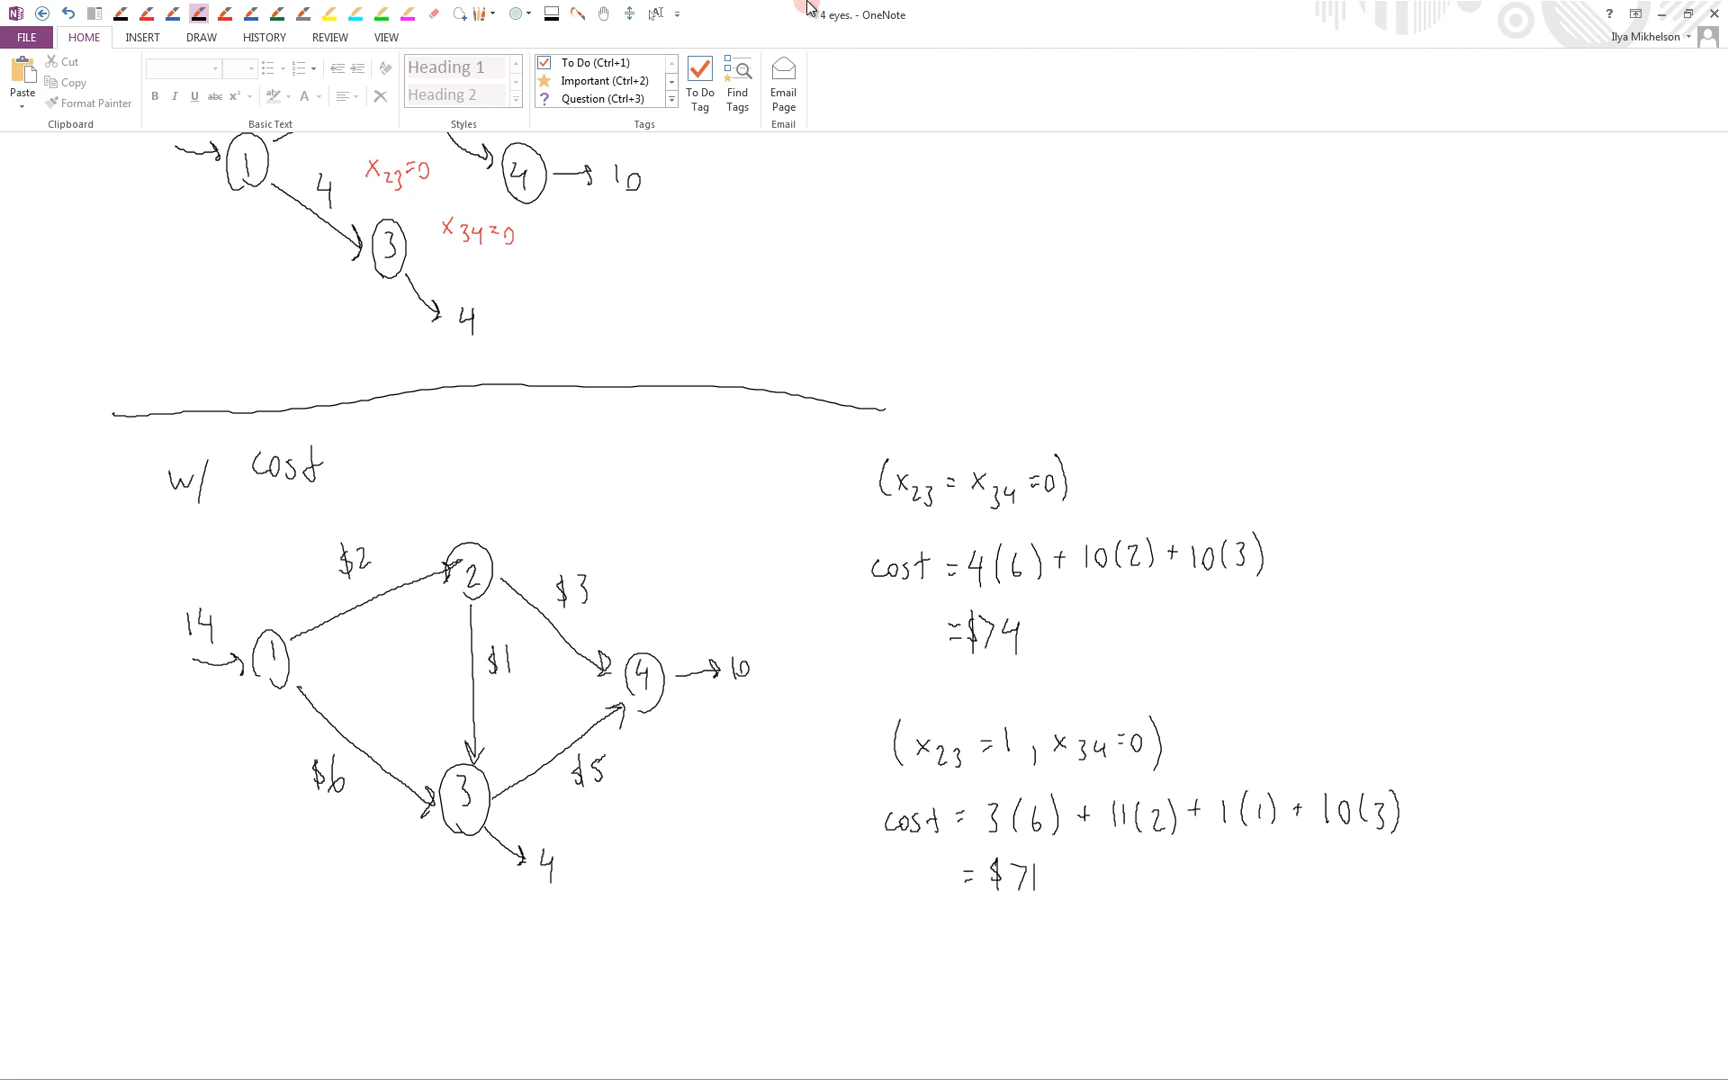 4 eyes. - OneNote
?
FILE HOME INSERT DRAW HISTORY REVIEW VIEW
Ilya Mikhelson
Paste
Cut
Copy
Format Painter
Clipboard
B I U abc x² ab A
Basic Text
Heading 1
Heading 2
Styles
To Do (Ctrl+1)
Important (Ctrl+2)
? Question (Ctrl+3)
To Do Tag
Find Tags
Tags
Email Page
Email
1
4
x23=0
4
10
3
x34=0
4
w/ cost
$2
2
$3
14
1
$1
4
10
$6
3
$5
4
(x23 = x34 =0)
cost = 4(6) + 10(2) + 10(3)
=$74
(x23 =1, x34=0)
cost = 3(6) + 11(2) + 1(1) + 10(3)
= $71